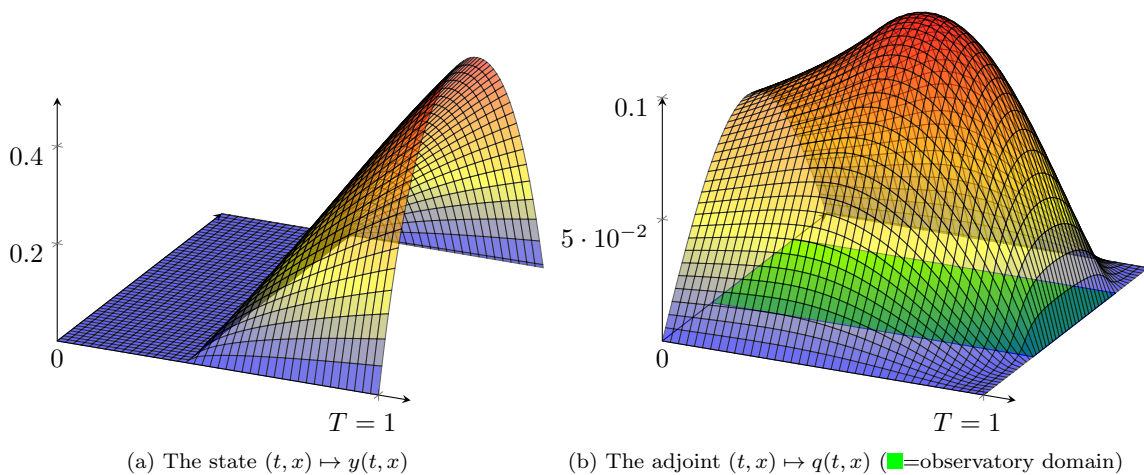 0.4
0.2
0
T = 1
0.1
5 · 10⁻²
0
T = 1
(a) The state (t, x) ↦ y(t, x)
(b) The adjoint (t, x) ↦ q(t, x) (■=observatory domain)